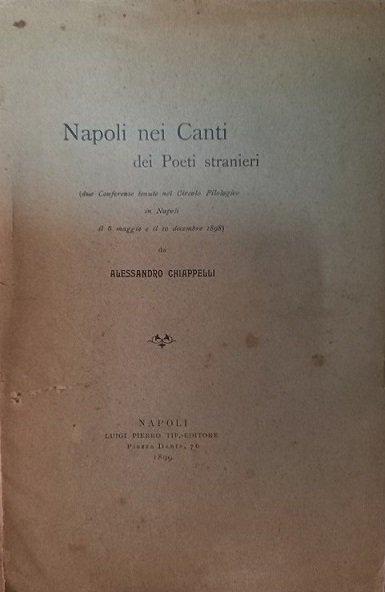 Napoli nei Canti
dei Poeti stranieri
(due Conferenze tenute nel Circolo Filologico
in Napoli
il 8 maggio e il 10 dicembre 1898)
da
ALESSANDRO CHIAPPELLI
NAPOLI
LUIGI PIERRO TIP.-EDITORE
Piazza Dante, 76
1899